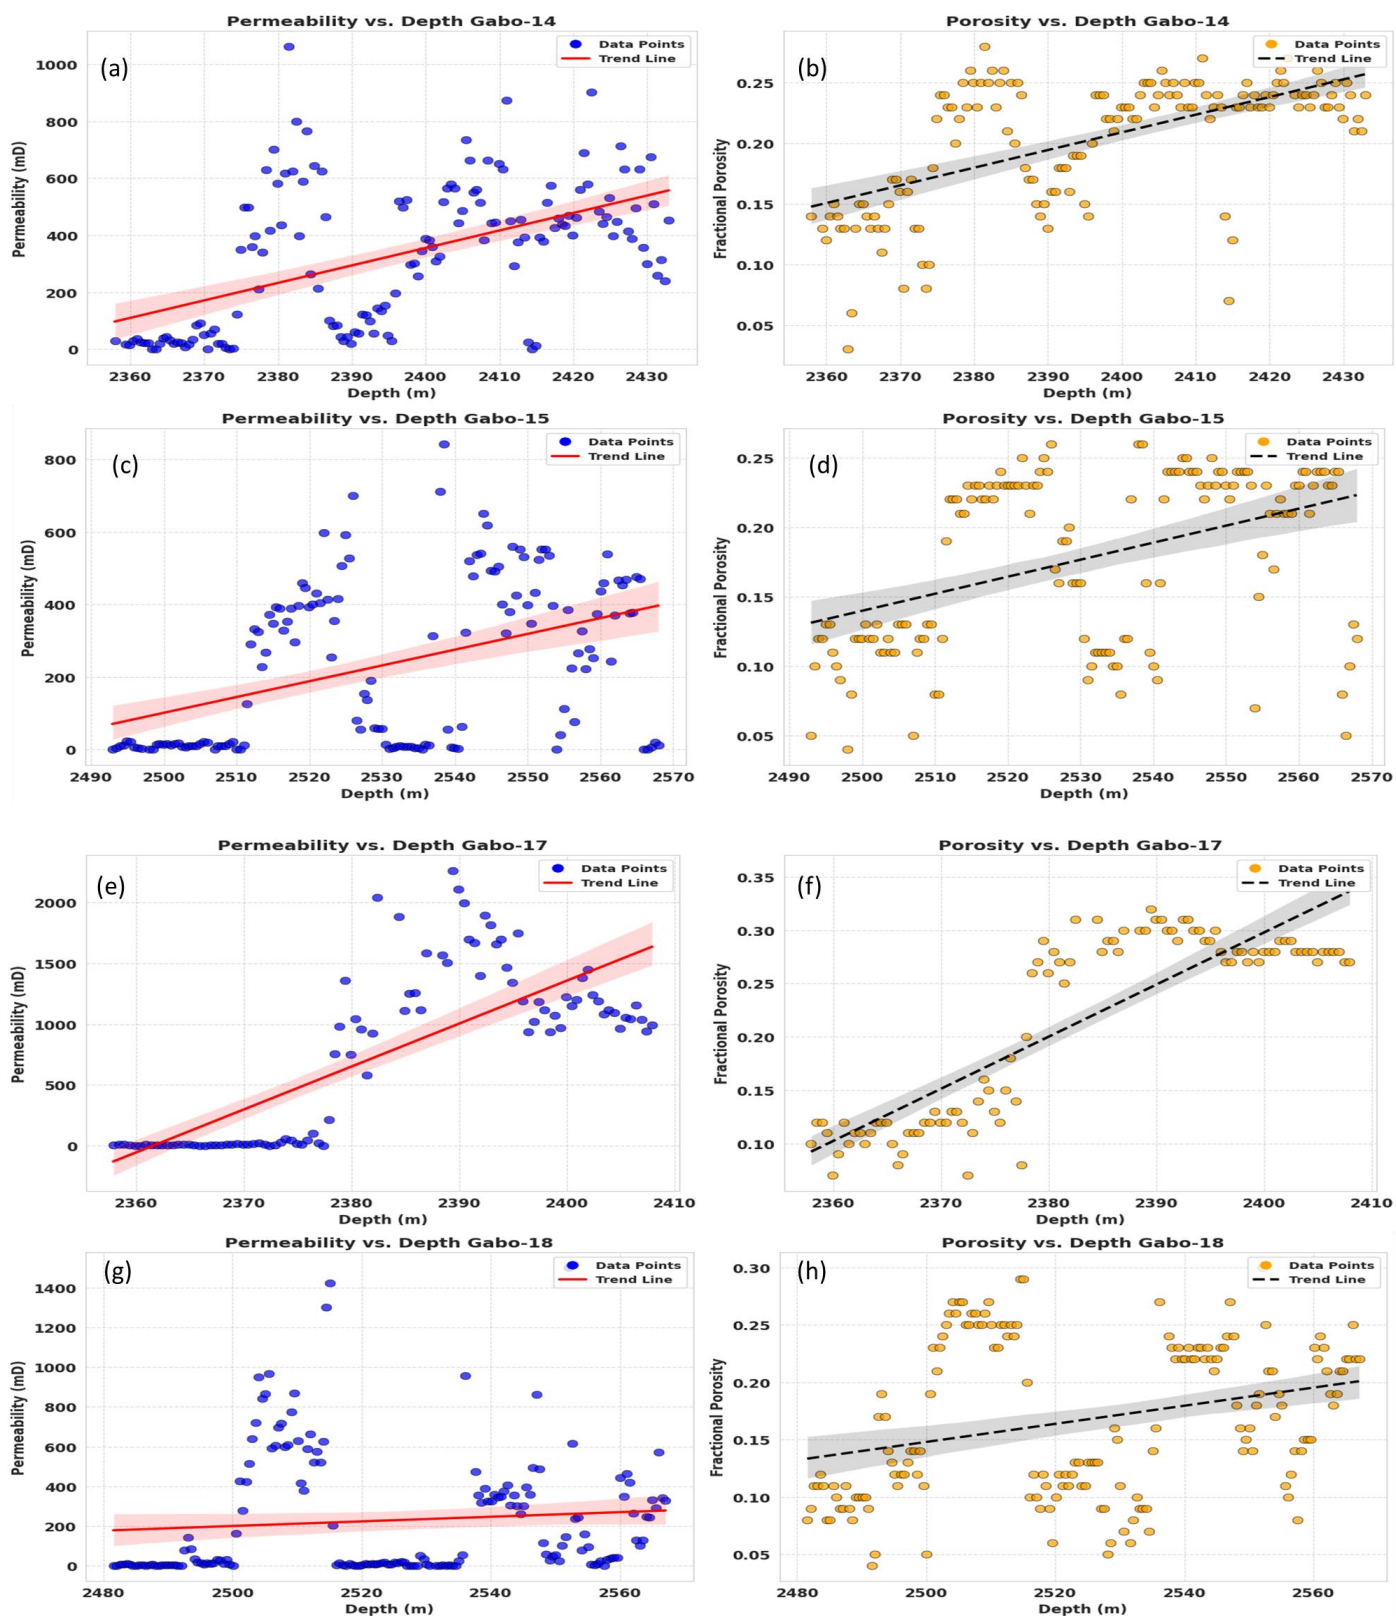 Permeability vs. Depth Gabo-14
(a)
Data Points
Trend Line
Permeability (mD)
1000
800
600
400
200
0
2360 2370 2380 2390 2400 2410 2420 2430
Depth (m)
Porosity vs. Depth Gabo-14
(b)
Data Points
Trend Line
Fractional Porosity
0.25
0.20
0.15
0.10
0.05
2360 2370 2380 2390 2400 2410 2420 2430
Depth (m)
Permeability vs. Depth Gabo-15
(c)
Data Points
Trend Line
Permeability (mD)
800
600
400
200
0
2490 2500 2510 2520 2530 2540 2550 2560 2570
Depth (m)
Porosity vs. Depth Gabo-15
(d)
Data Points
Trend Line
Fractional Porosity
0.25
0.20
0.15
0.10
0.05
2490 2500 2510 2520 2530 2540 2550 2560 2570
Depth (m)
Permeability vs. Depth Gabo-17
(e)
Data Points
Trend Line
Permeability (mD)
2000
1500
1000
500
0
2360 2370 2380 2390 2400 2410
Depth (m)
Porosity vs. Depth Gabo-17
(f)
Data Points
Trend Line
Fractional Porosity
0.35
0.30
0.25
0.20
0.15
0.10
2360 2370 2380 2390 2400 2410
Depth (m)
Permeability vs. Depth Gabo-18
(g)
Data Points
Trend Line
Permeability (mD)
1400
1200
1000
800
600
400
200
0
2480 2500 2520 2540 2560
Depth (m)
Porosity vs. Depth Gabo-18
(h)
Data Points
Trend Line
Fractional Porosity
0.30
0.25
0.20
0.15
0.10
0.05
2480 2500 2520 2540 2560
Depth (m)